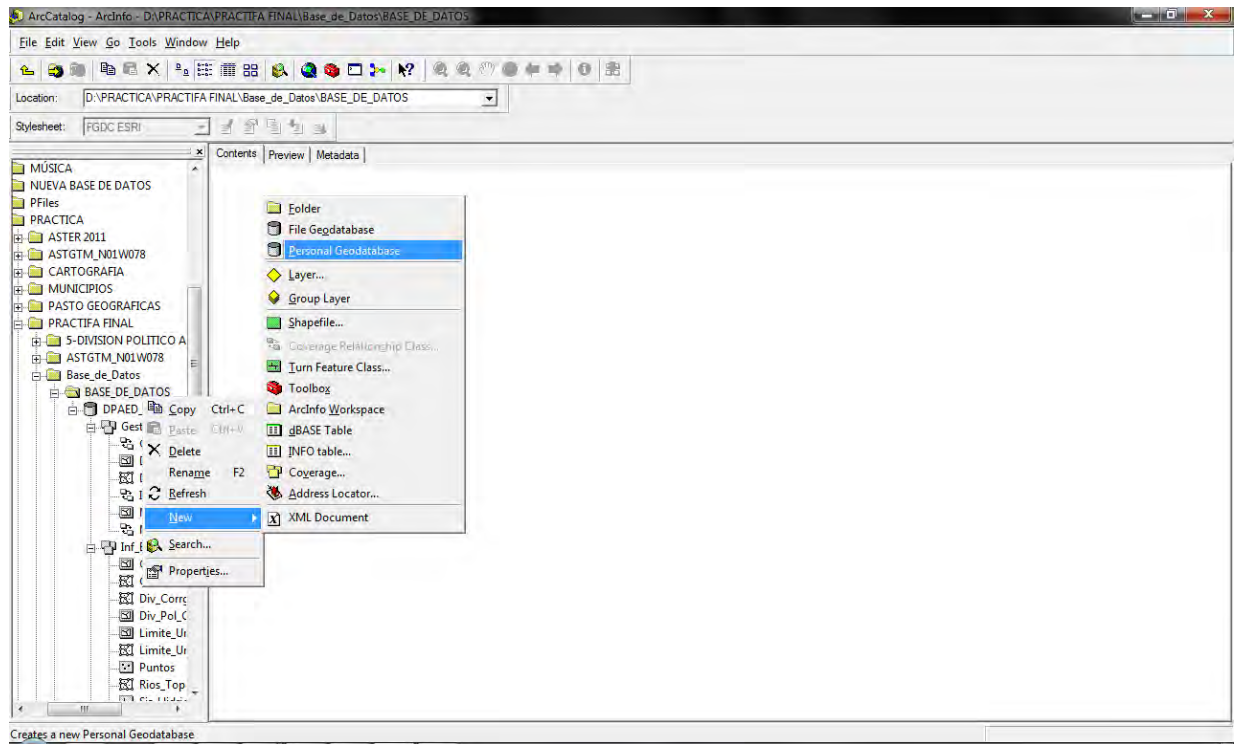 ArcCatalog - ArcInfo - D:\PRACTICA\PRACTIFA FINAL\Base_de_Datos\BASE_DE_DATOS
File Edit View Go Tools Window Help
Location: D:\PRACTICA\PRACTIFA FINAL\Base_de_Datos\BASE_DE_DATOS
Stylesheet: FGDC ESRI
Contents Preview Metadata
MÚSICA
NUEVA BASE DE DATOS
PFiles
PRACTICA
ASTER 2011
ASTGTM_N01W078
CARTOGRAFIA
MUNICIPIOS
PASTO GEOGRAFICAS
PRACTIFA FINAL
5-DIVISION POLITICO A
ASTGTM_N01W078
Base_de_Datos
BASE_DE_DATOS
DPAED_
Gest
Inf_
Div_Corre
Div_Pol_C
Limite_Ur
Limite_Ur
Puntos
Rios_Top
Copy Ctrl+C
Paste Ctrl+V
Delete
Rename F2
Refresh
New
Search...
Properties...
Folder
File Geodatabase
Personal Geodatabase
Layer...
Group Layer
Shapefile...
Coverage Relationship Class...
Turn Feature Class...
Toolbox
ArcInfo Workspace
dBASE Table
INFO table...
Coverage...
Address Locator...
XML Document
Creates a new Personal Geodatabase